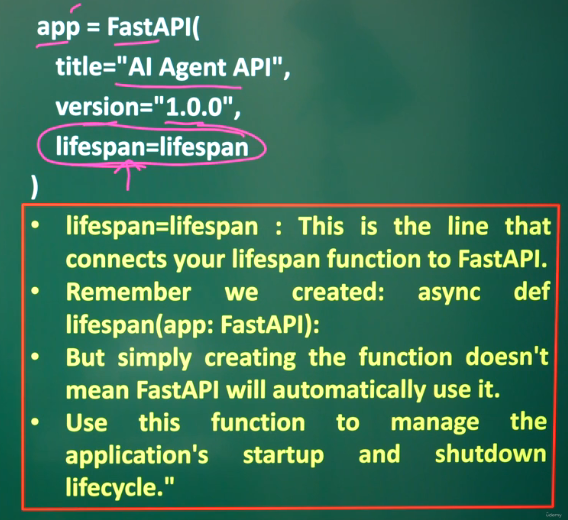 app = FastAPI(
title="AI Agent API",
version="1.0.0",
lifespan=lifespan
)
• lifespan=lifespan : This is the line that
connects your lifespan function to FastAPI.
• Remember we created: async def
lifespan(app: FastAPI):
• But simply creating the function doesn't
mean FastAPI will automatically use it.
• Use this function to manage the
application's startup and shutdown
lifecycle."